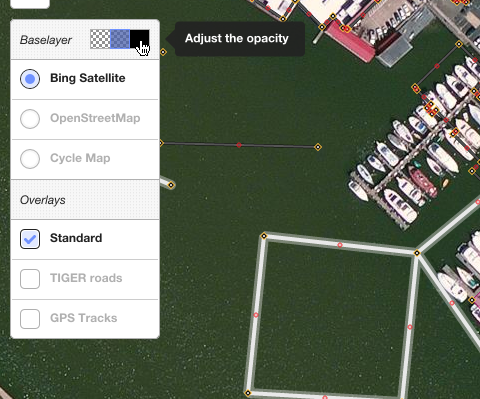 Baselayer
Adjust the opacity
Bing Satellite
OpenStreetMap
Cycle Map
Overlays
Standard
TIGER roads
GPS Tracks